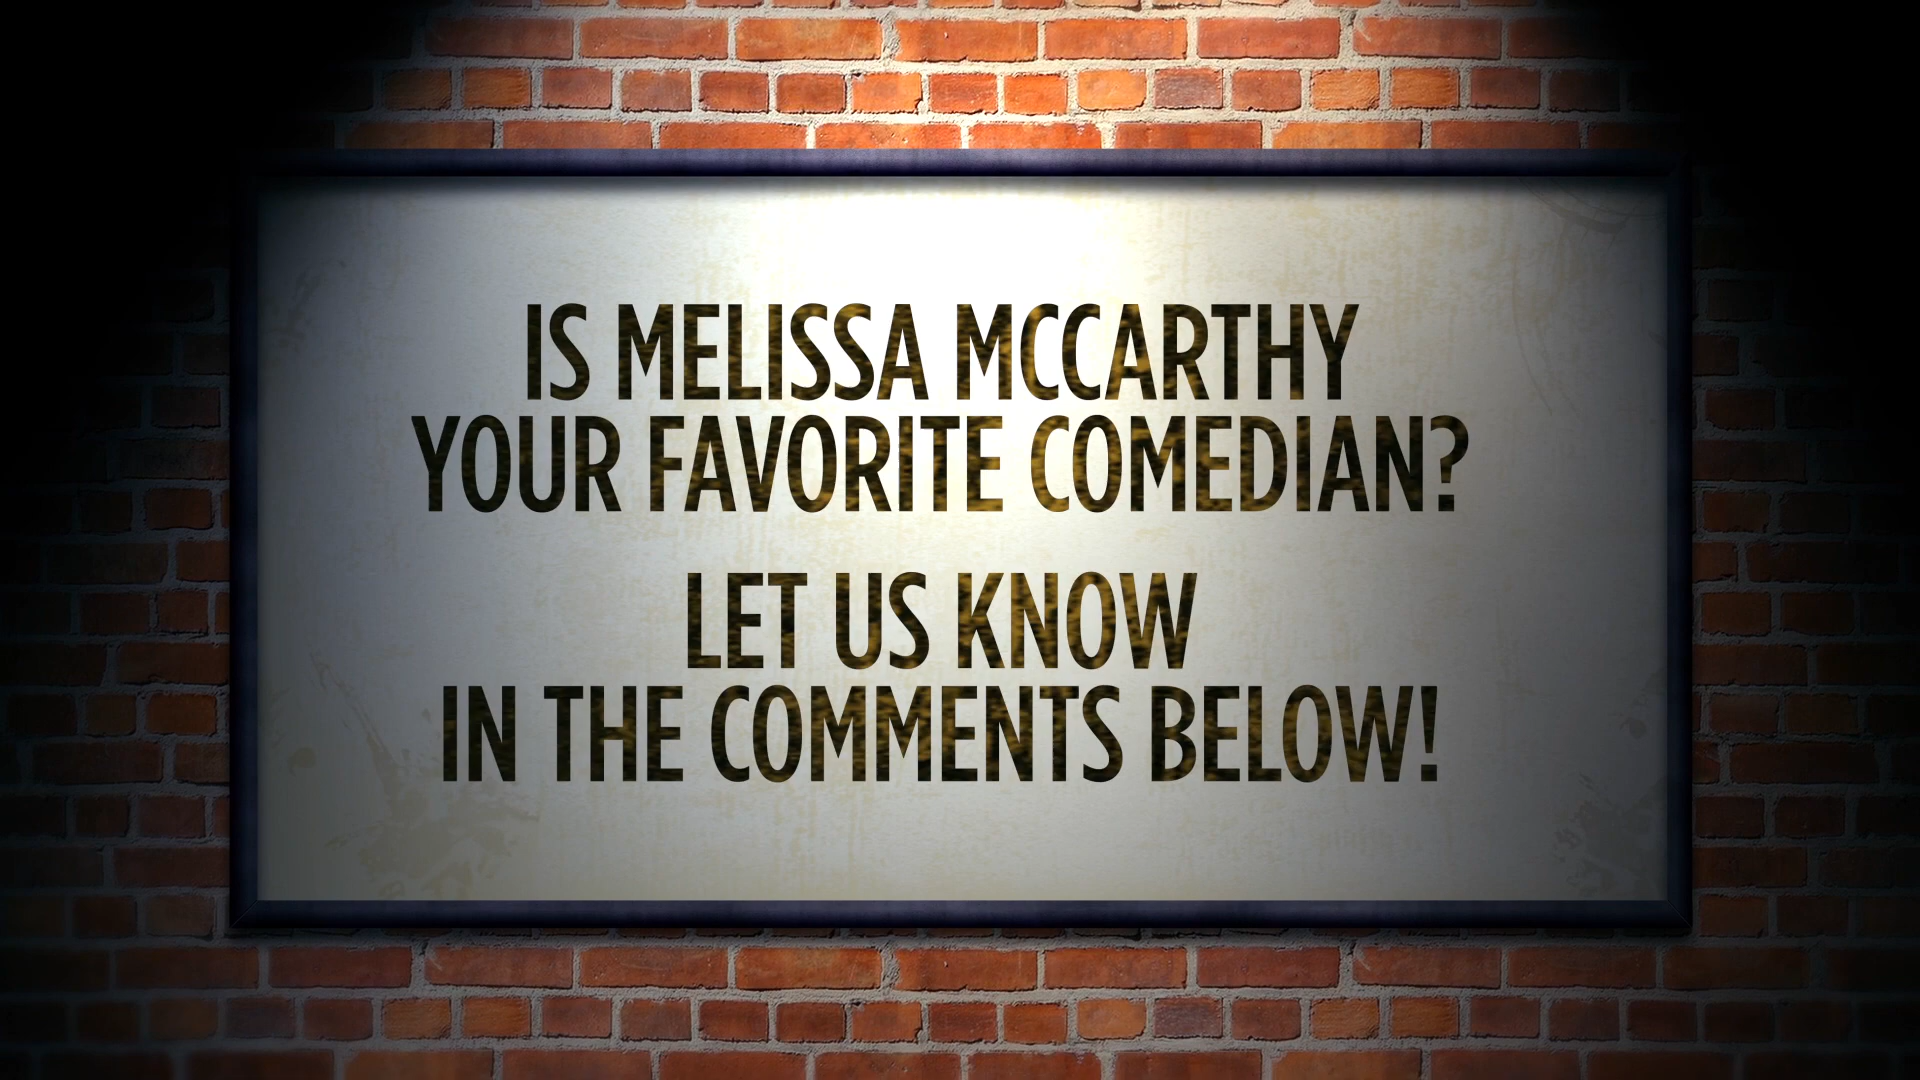 IS MELISSA MCCARTHY
YOUR FAVORITE COMEDIAN?
LET US KNOW
IN THE COMMENTS BELOW!